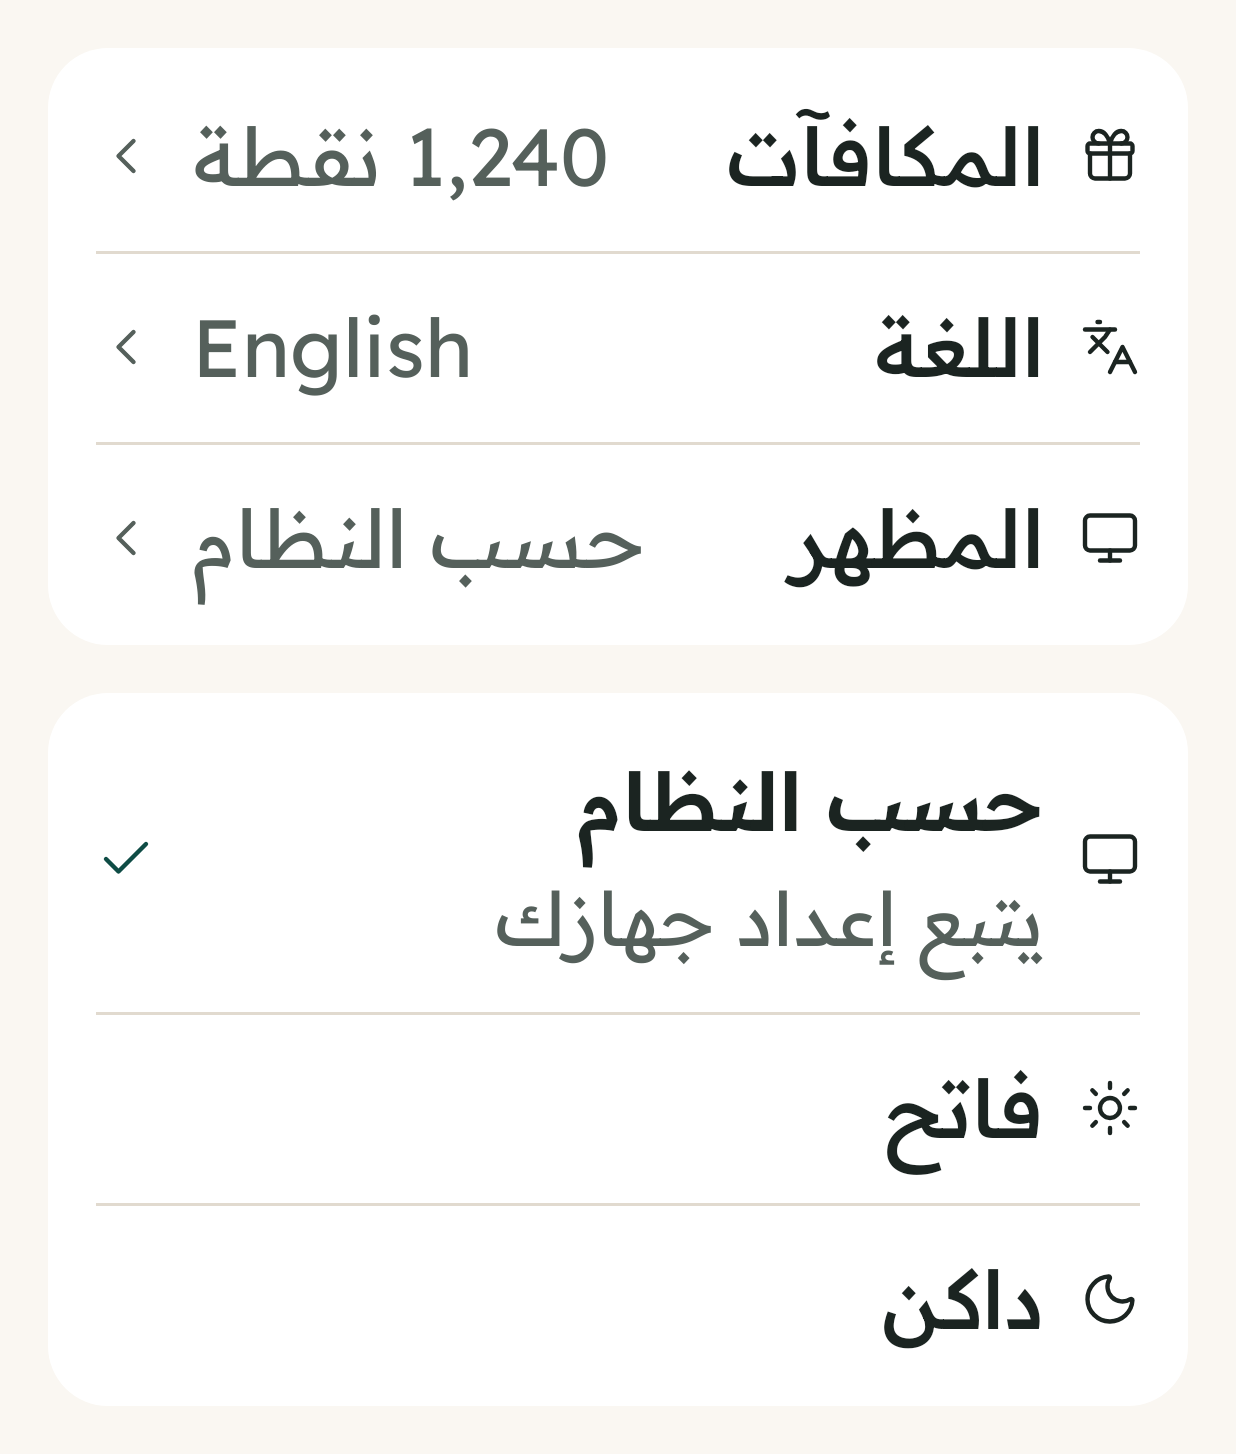 المكافآت 1,240 نقطة
اللغة English
المظهر حسب النظام
حسب النظام
يتبع إعداد جهازك
فاتح
داكن